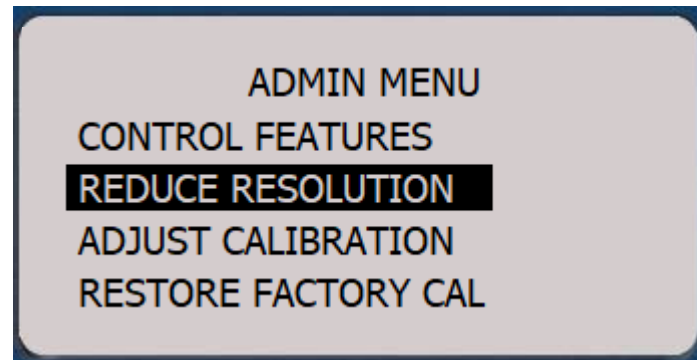 ADMIN MENU
CONTROL FEATURES
REDUCE RESOLUTION
ADJUST CALIBRATION
RESTORE FACTORY CAL